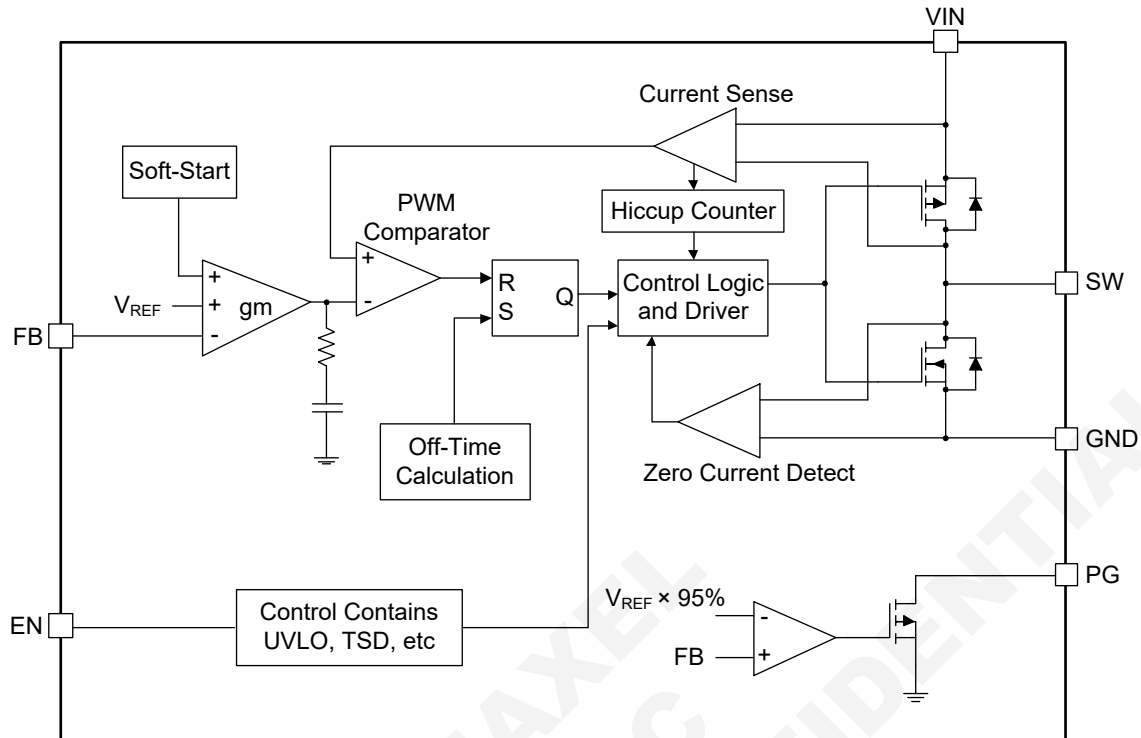 VIN
Current Sense
Soft-Start
Hiccup Counter
PWM
Comparator
+
+
-
gm
VREF
FB
+
-
R
S
Q
Control Logic
and Driver
SW
Off-Time
Calculation
Zero Current Detect
GND
PG
EN
Control Contains
UVLO, TSD, etc
VREF × 95%
-
FB
+